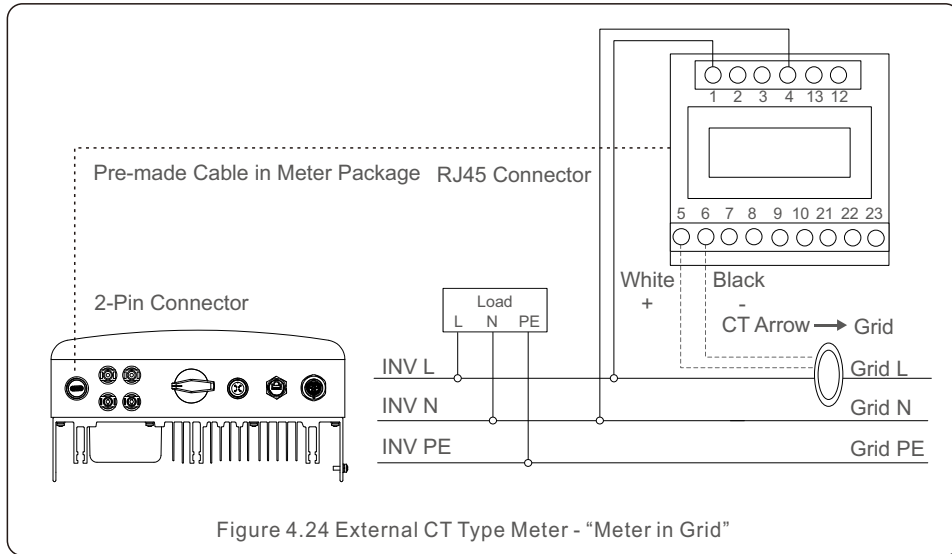 1 2 3 4 13 12
Pre-made Cable in Meter Package RJ45 Connector
5 6 7 8 9 10 21 22 23
White Black
+ -
2-Pin Connector
CT Arrow Grid
Load
L N PE
INV L Grid L
INV N Grid N
INV PE Grid PE
Figure 4.24 External CT Type Meter - “Meter in Grid”